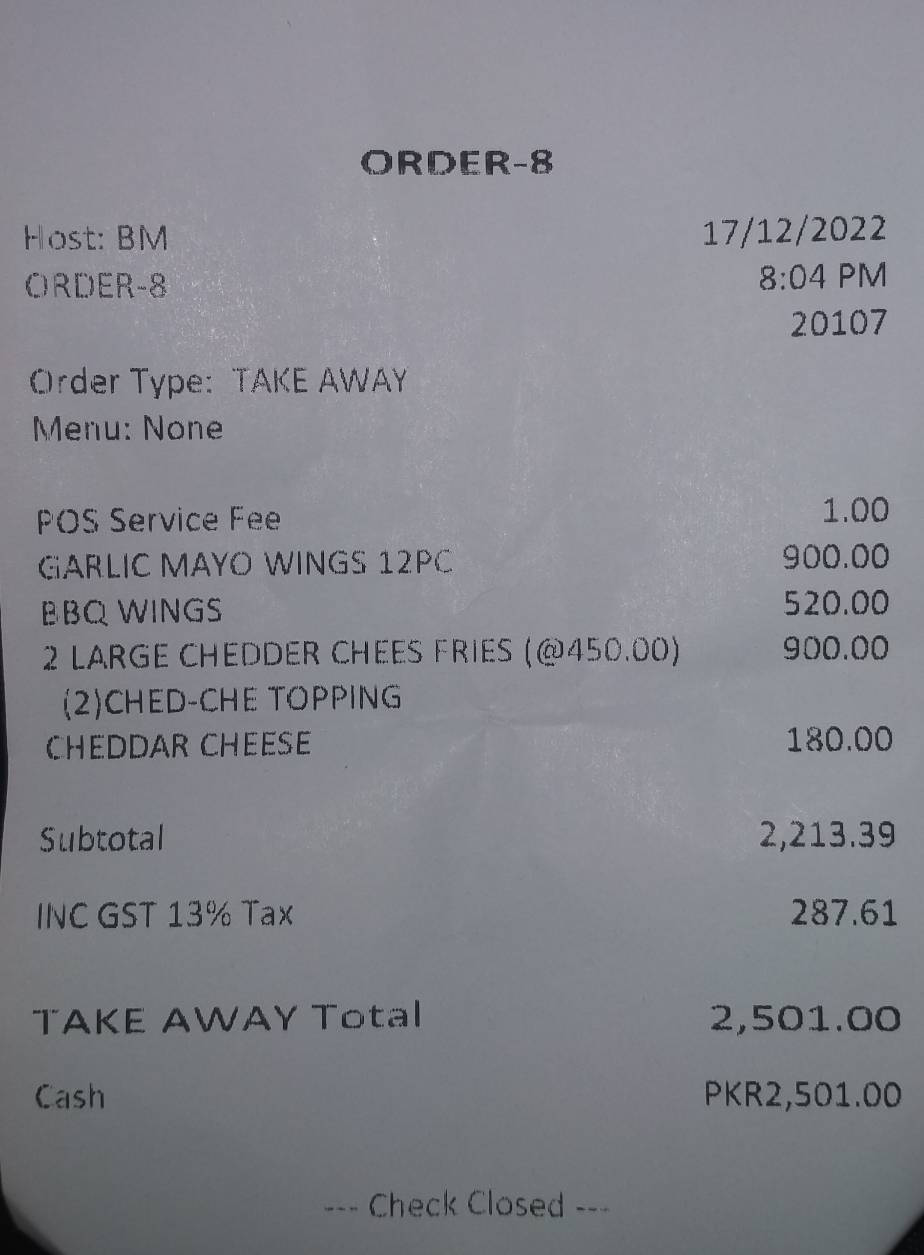 ORDER-8
Host: BM 17/12/2022
ORDER-8 8:04 PM
20107
Order Type: TAKE AWAY
Menu: None
POS Service Fee 1.00
GARLIC MAYO WINGS 12PC 900.00
BBQ WINGS 520.00
2 LARGE CHEDDER CHEES FRIES (@450.00) 900.00
(2)CHED-CHE TOPPING
CHEDDAR CHEESE 180.00
Subtotal 2,213.39
INC GST 13% Tax 287.61
TAKE AWAY Total 2,501.00
Cash PKR2,501.00
--- Check Closed ---